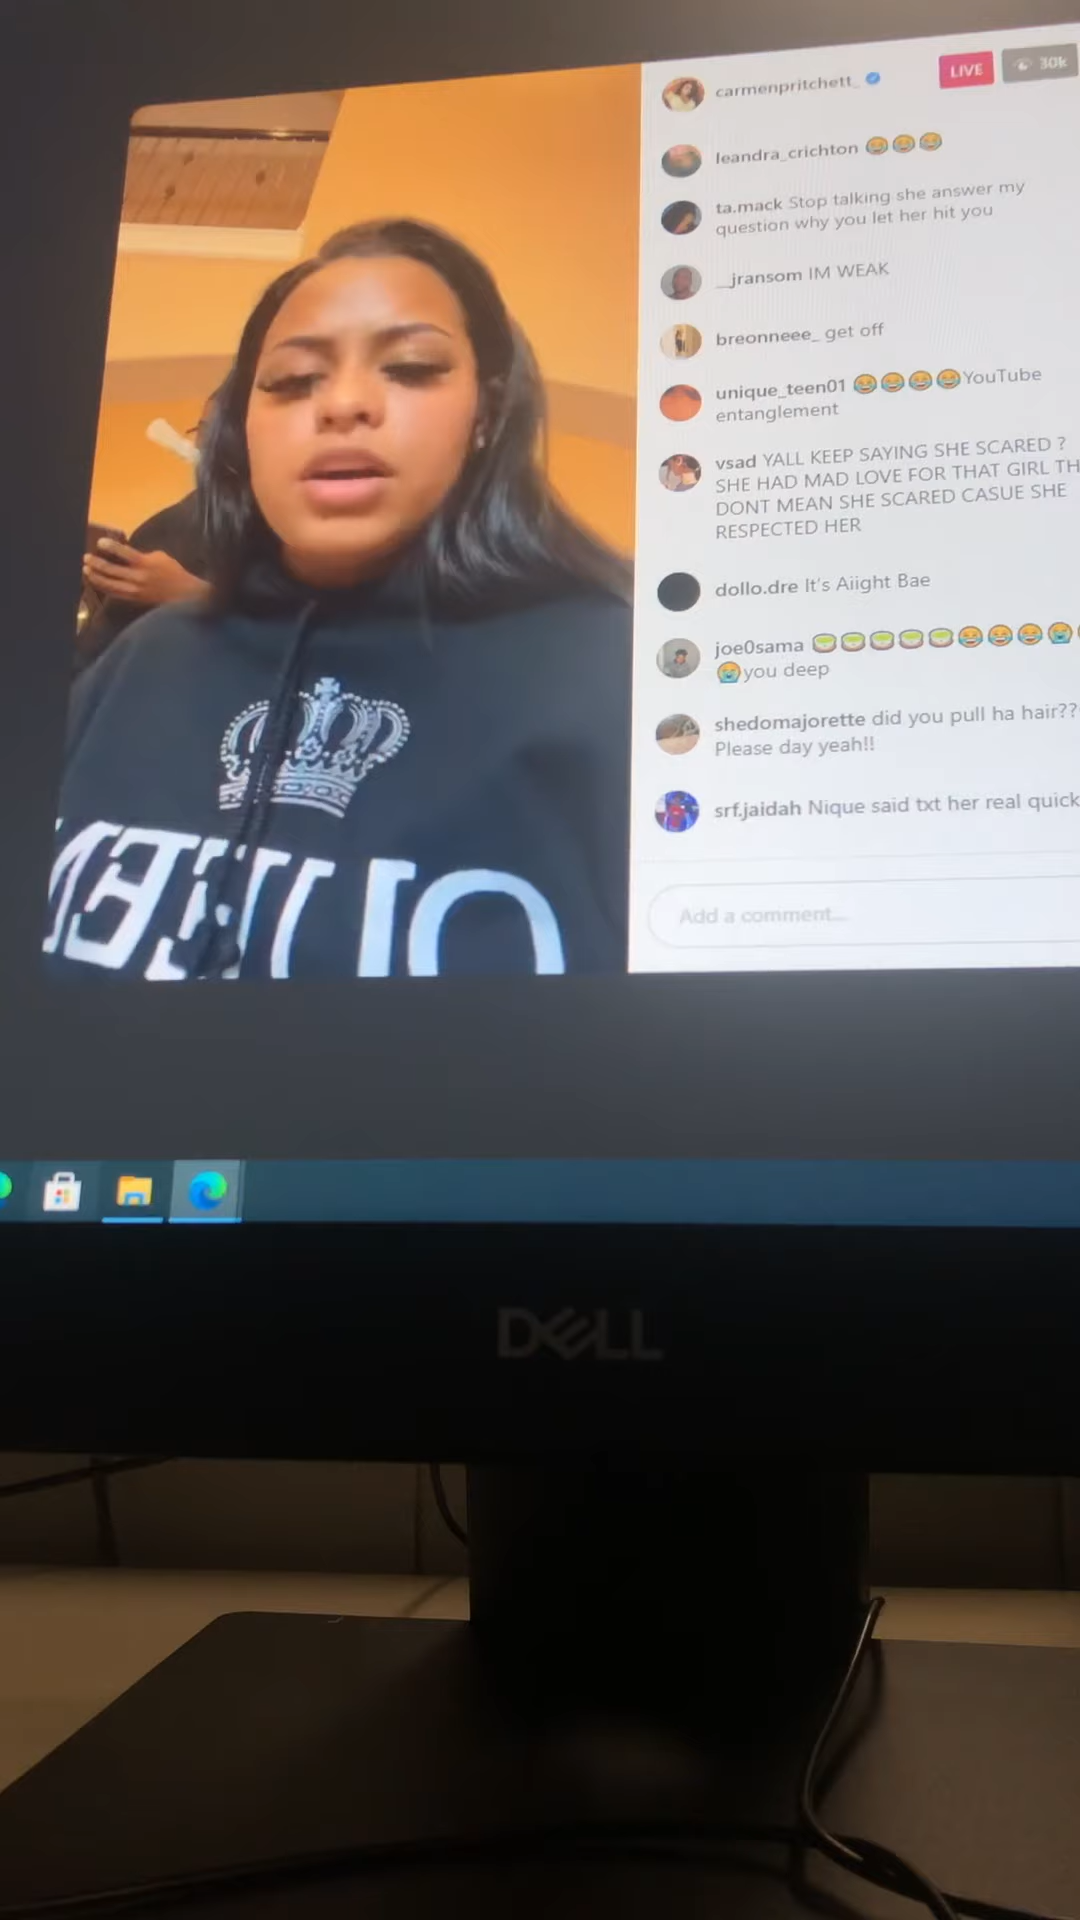 carmenpritchett_
LIVE
30k
leandra_crichton 😂😂😂
ta.mack Stop talking she answer my
question why you let her hit you
__jransom IM WEAK
breonneee_ get off
unique_teen01 😂😂😂😂YouTube
entanglement
vsad YALL KEEP SAYING SHE SCARED ?
SHE HAD MAD LOVE FOR THAT GIRL TH
DONT MEAN SHE SCARED CASUE SHE
RESPECTED HER
dollo.dre It's Aiight Bae
joe0sama 🍵🍵🍵🍵🍵😂😂😂😭
😭you deep
shedomajorette did you pull ha hair??
Please day yeah!!
srf.jaidah Nique said txt her real quick
Add a comment...
QUEEN
DELL